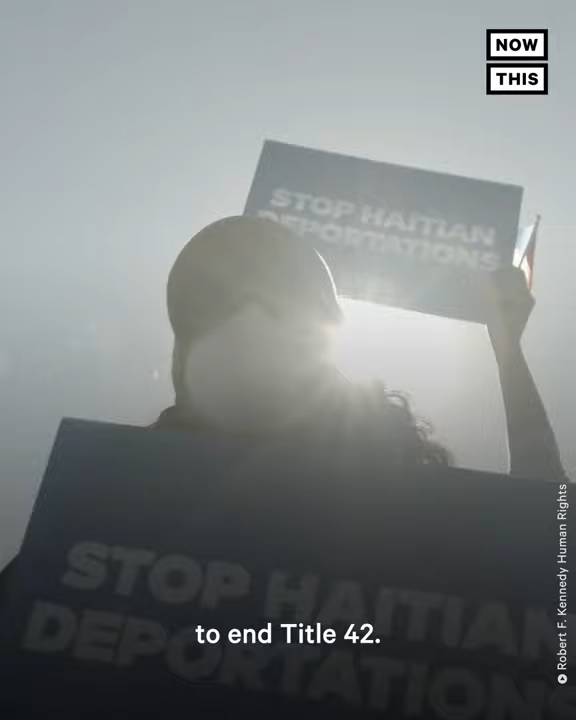 NOW
THIS
STOP HAITIAN
DEPORTATIONS
STOP HAITIAN
DEPORTATIONS
to end Title 42.
Robert F. Kennedy Human Rights